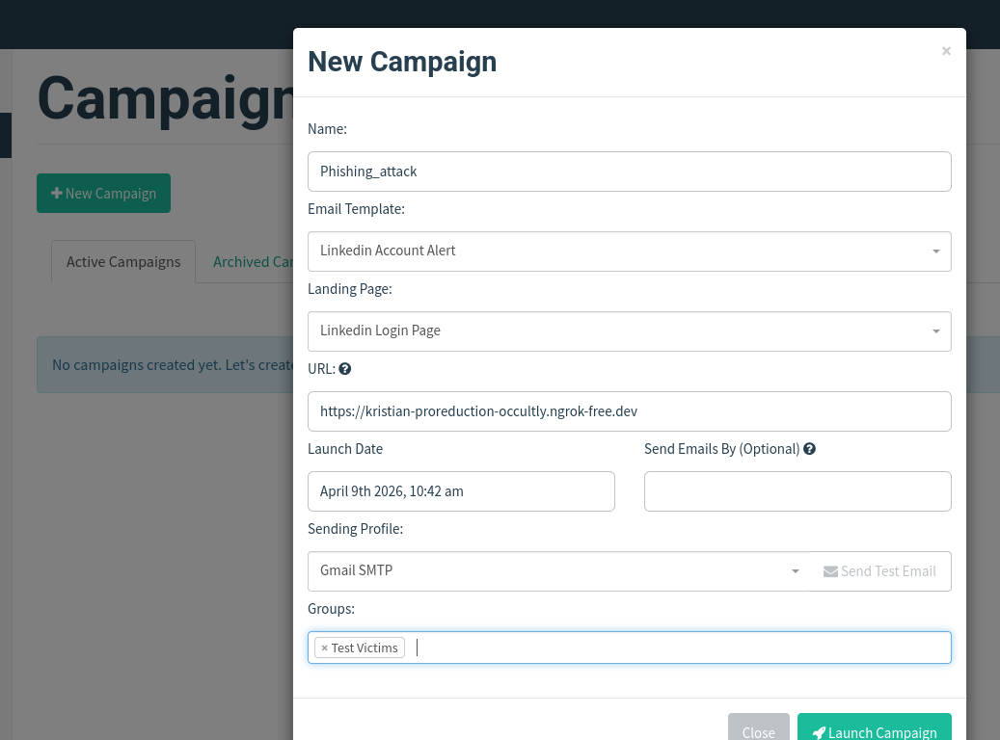 New Campaign
×
Campaign
Name:
Phishing_attack
New Campaign
Email Template:
Linkedin Account Alert
Active Campaigns
Archived Car
Landing Page:
Linkedin Login Page
No campaigns created yet. Let's create
URL:
https://kristian-proreduction-occultly.ngrok-free.dev
Launch Date
Send Emails By (Optional)
April 9th 2026, 10:42 am
Sending Profile:
Gmail SMTP
Send Test Email
Groups:
× Test Victims
Close
Launch Campaign